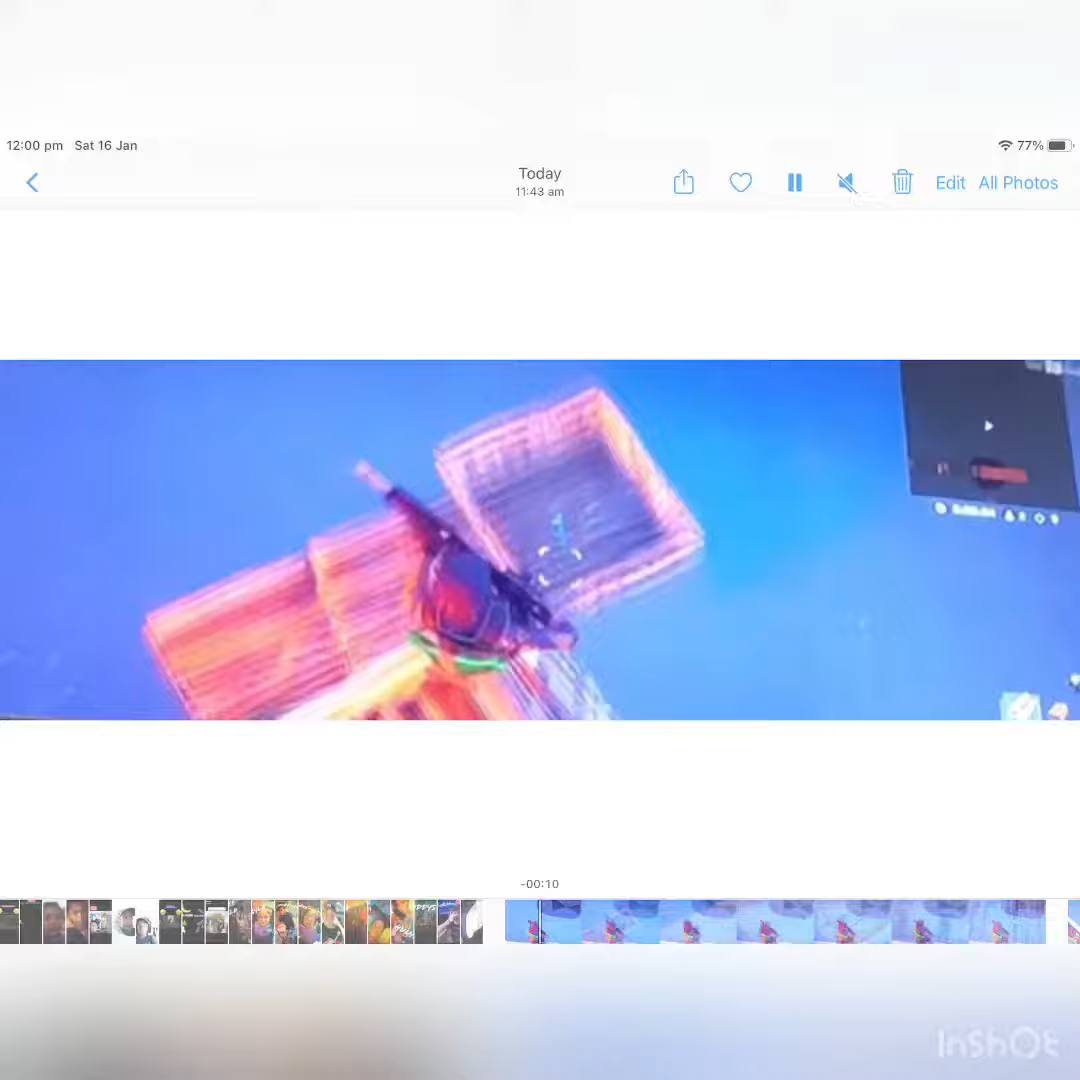 12:00 pm Sat 16 Jan
77%
Today
11:43 am
Edit All Photos
-00:10
InShOt